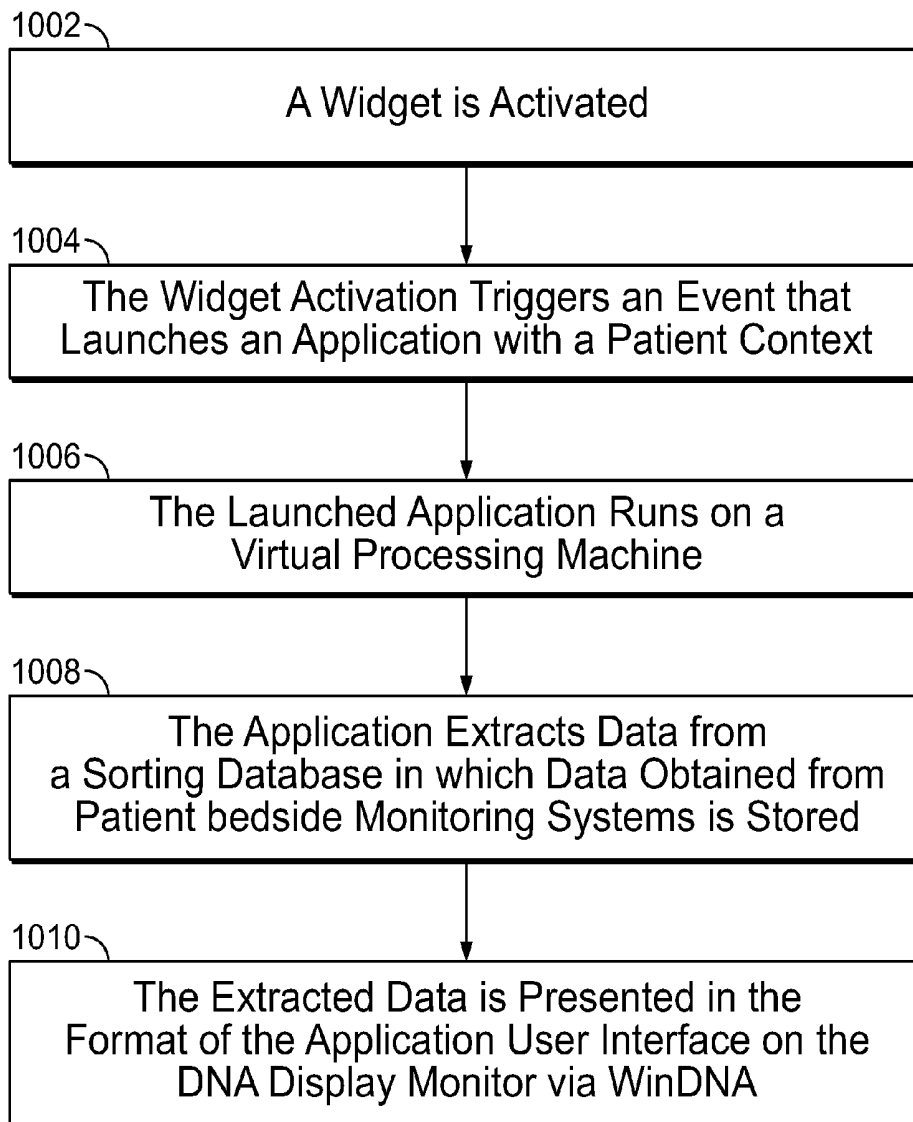 1002
A Widget is Activated
1004
The Widget Activation Triggers an Event that
Launches an Application with a Patient Context
1006
The Launched Application Runs on a
Virtual Processing Machine
1008
The Application Extracts Data from
a Sorting Database in which Data Obtained from
Patient bedside Monitoring Systems is Stored
1010
The Extracted Data is Presented in the
Format of the Application User Interface on the
DNA Display Monitor via WinDNA